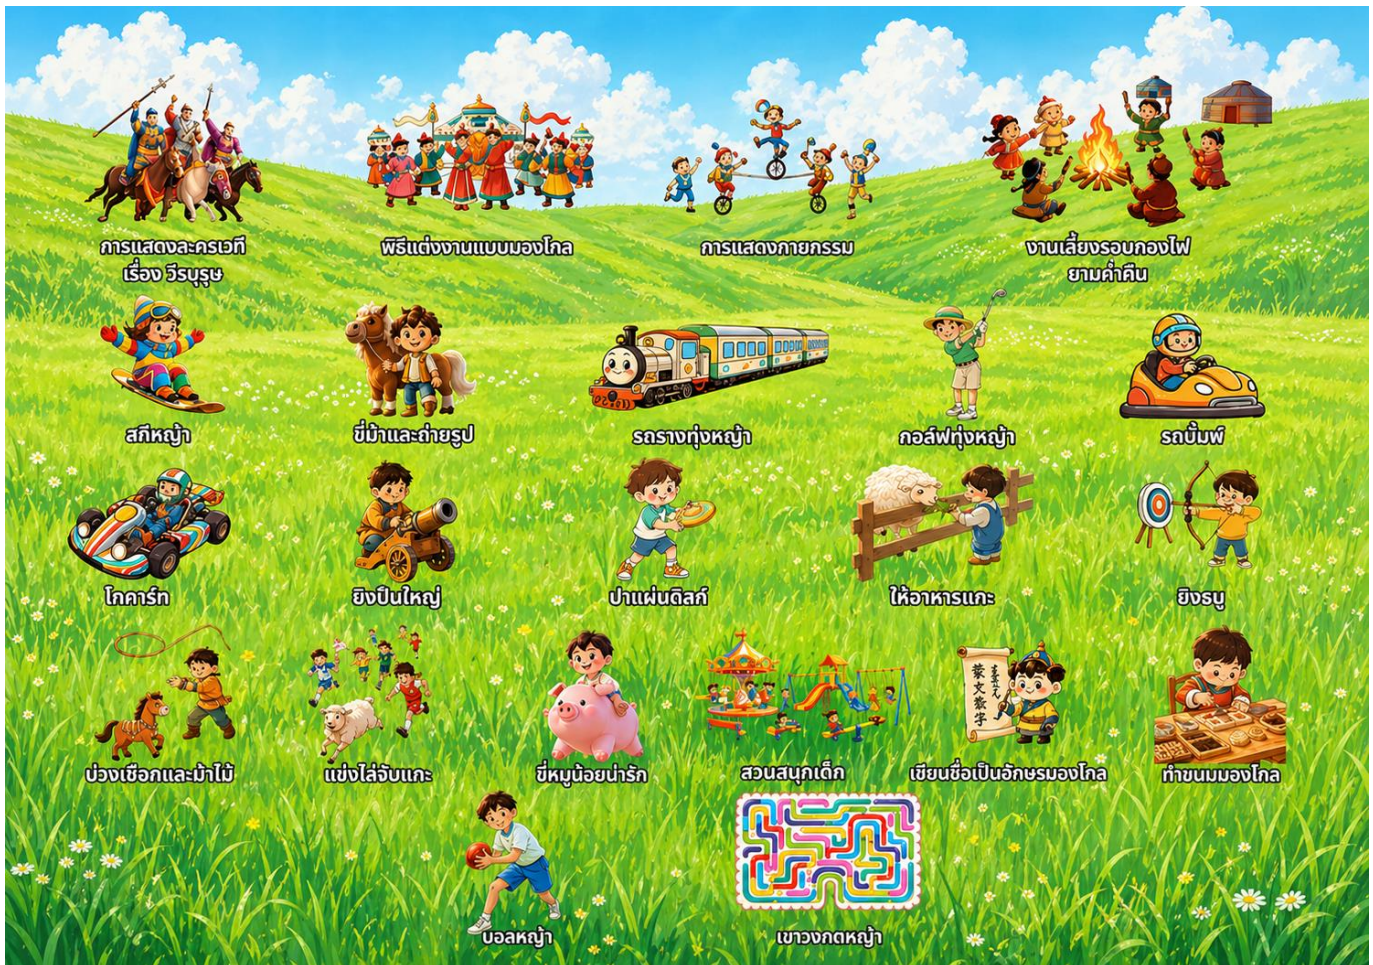 การแสดงละครเวที
เรื่อง วีรบุรุษ
พิธีแต่งงานแบบมองโกล
การแสดงกายกรรม
งานเลี้ยงรอบกองไฟ
ยามค่ำคืน
สกีหญ้า
ขี่ม้าและถ่ายรูป
รถรางทุ่งหญ้า
กอล์ฟทุ่งหญ้า
รถบั้มพ์
โกคาร์ท
ยิงปืนใหญ่
ปาแผ่นดิสก์
ให้อาหารแกะ
ยิงธนู
บ่วงเชือกและม้าไม้
แข่งไล่จับแกะ
ขี่หมูน้อยน่ารัก
สวนสนุกเด็ก
เขียนชื่อเป็นอักษรมองโกล
ทำขนมมองโกล
บอลหญ้า
เขาวงกตหญ้า